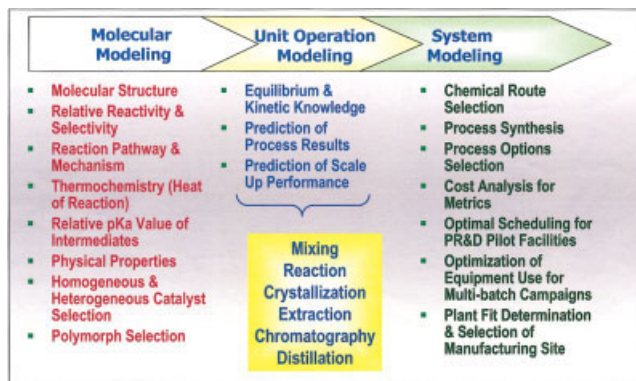 Molecular
Modeling
Unit Operation
Modeling
System
Modeling
Molecular Structure
Relative Reactivity &
Selectivity
Reaction Pathway &
Mechanism
Thermochemistry (Heat
of Reaction)
Relative pKa Value of
Intermediates
Physical Properties
Homogeneous &
Heterogeneous Catalyst
Selection
Polymorph Selection
Equilibrium &
Kinetic Knowledge
Prediction of
Process Results
Prediction of Scale
Up Performance
Mixing
Reaction
Crystallization
Extraction
Chromatography
Distillation
Chemical Route
Selection
Process Synthesis
Process Options
Selection
Cost Analysis for
Metrics
Optimal Scheduling for
PR&D Pilot Facilities
Optimization of
Equipment Use for
Multi-batch Campaigns
Plant Fit Determination
& Selection of
Manufacturing Site